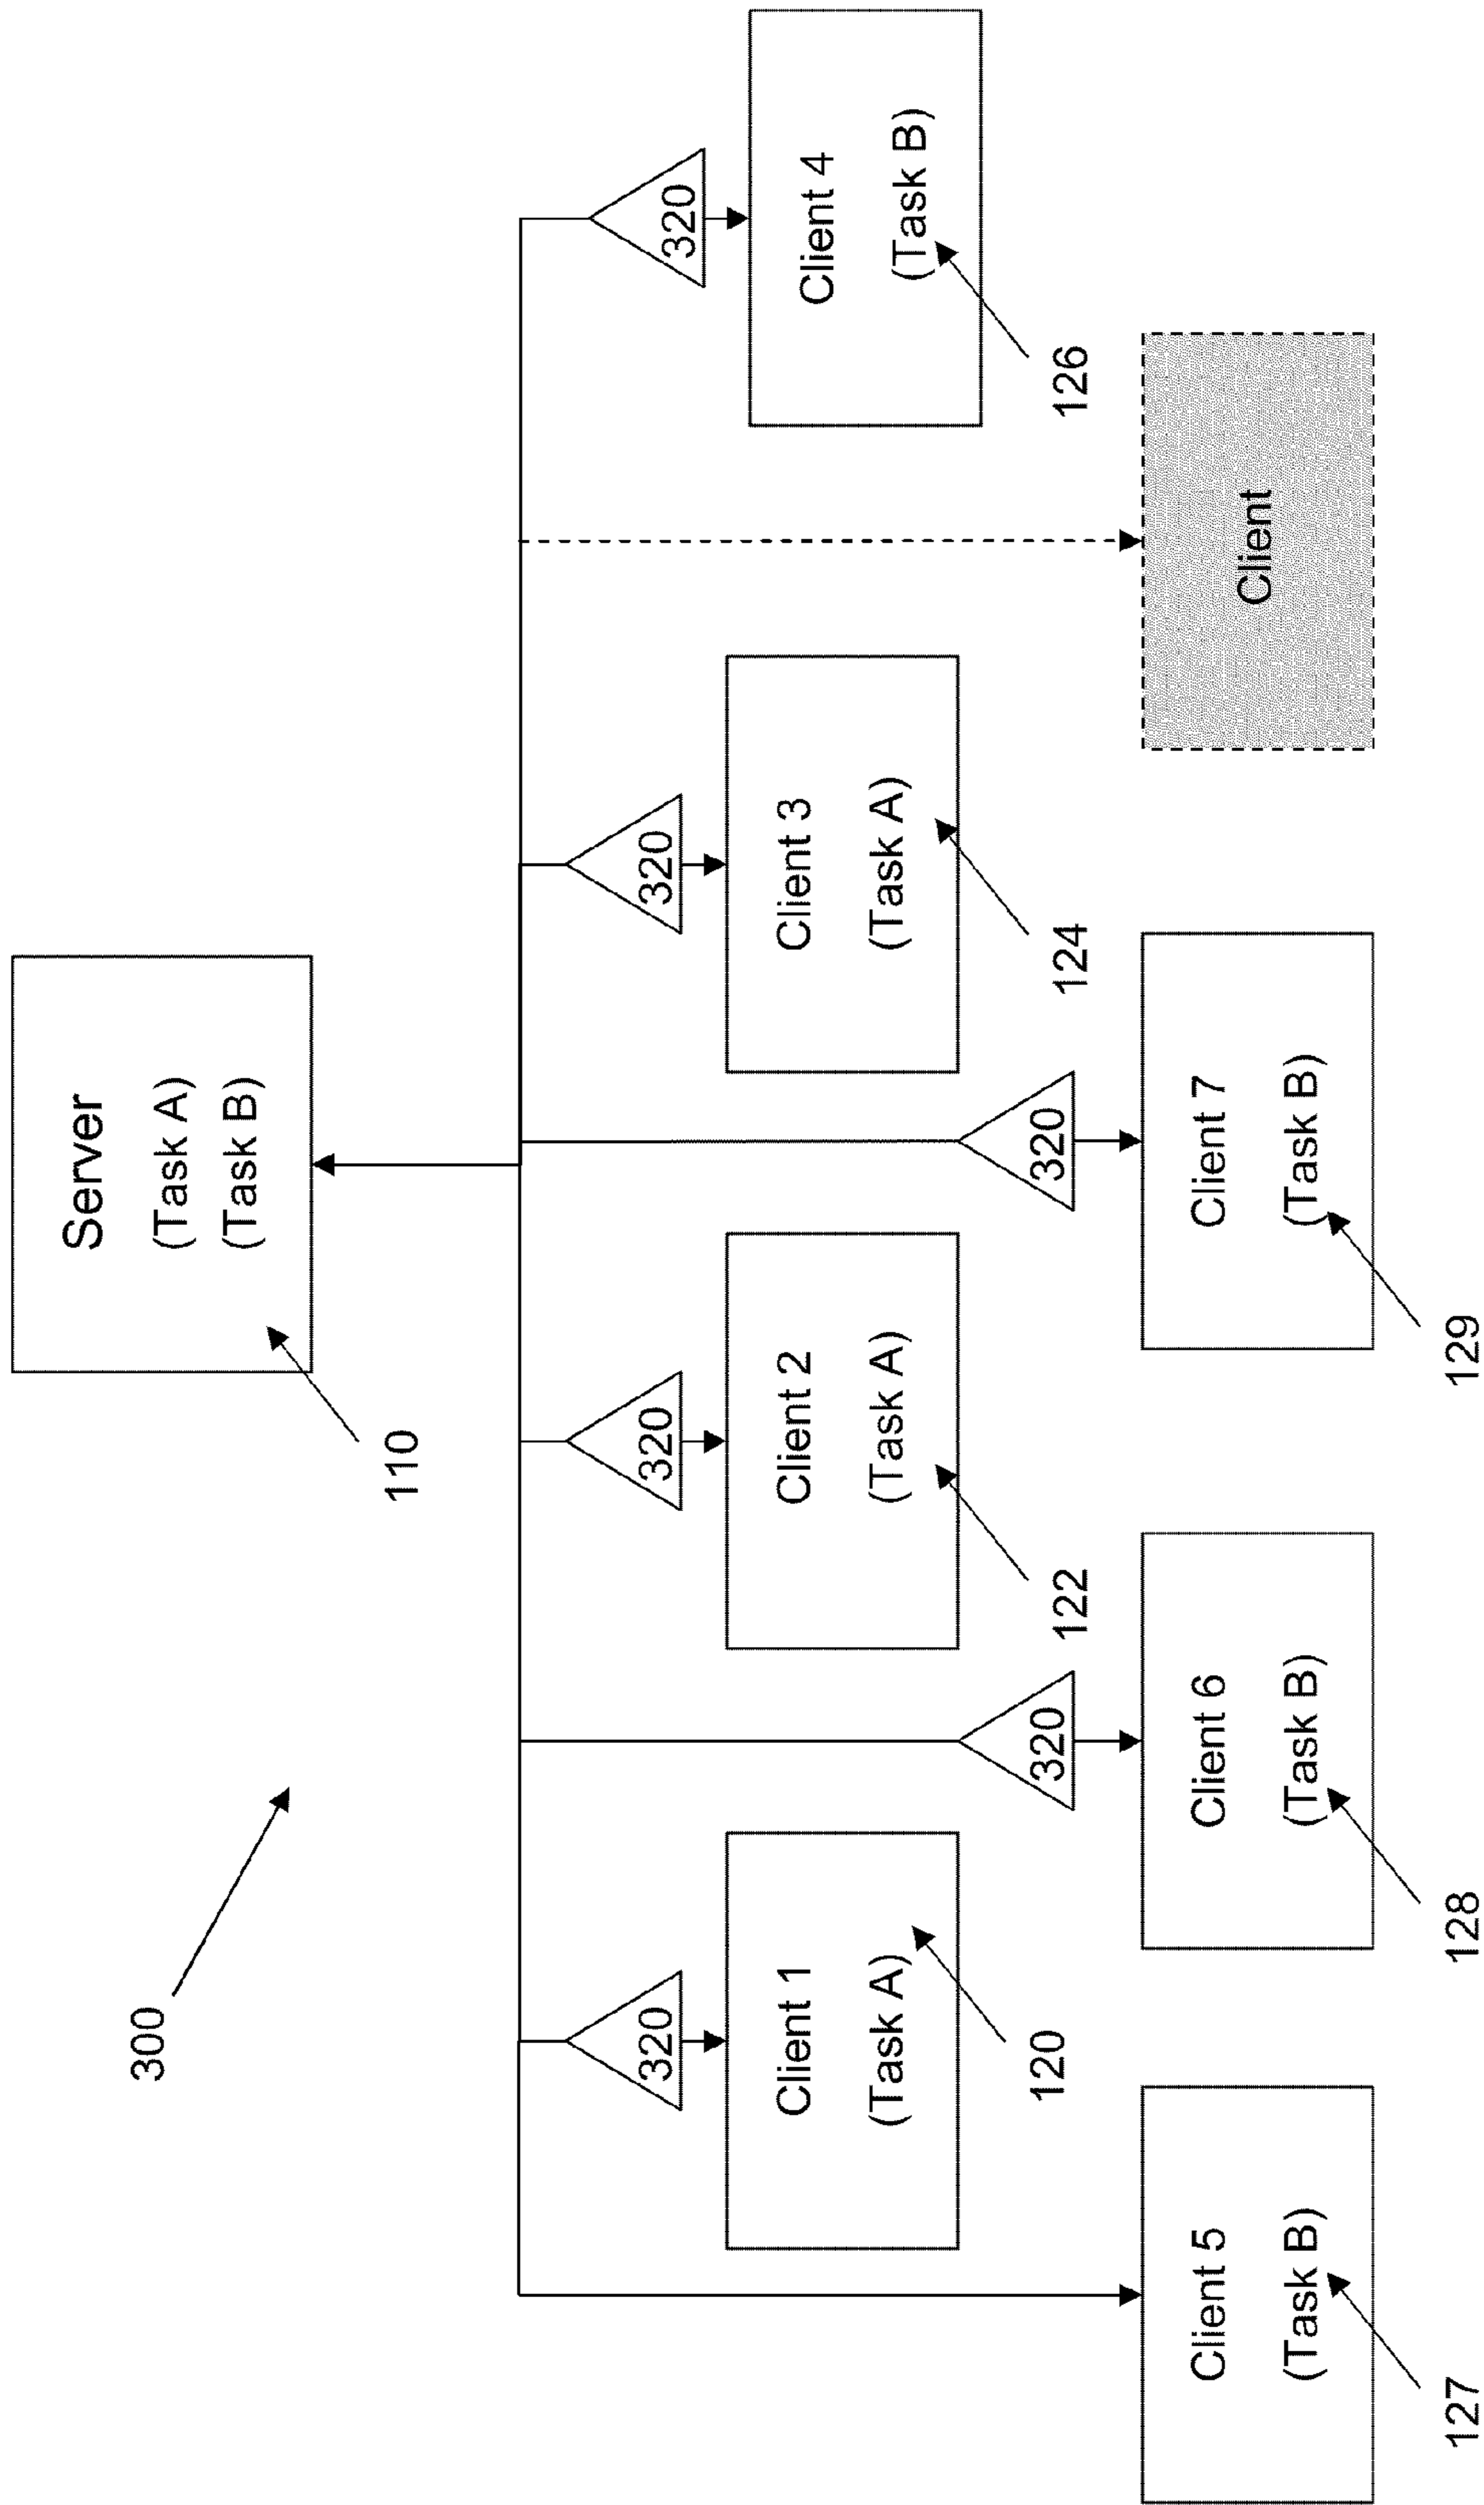 300
Server
(Task A)
(Task B)
110
320
Client 1
(Task A)
120
320
Client 2
(Task A)
122
320
Client 3
(Task A)
124
320
Client 4
(Task B)
126
Client 5
(Task B)
127
320
Client 6
(Task B)
128
320
Client 7
(Task B)
129
Client